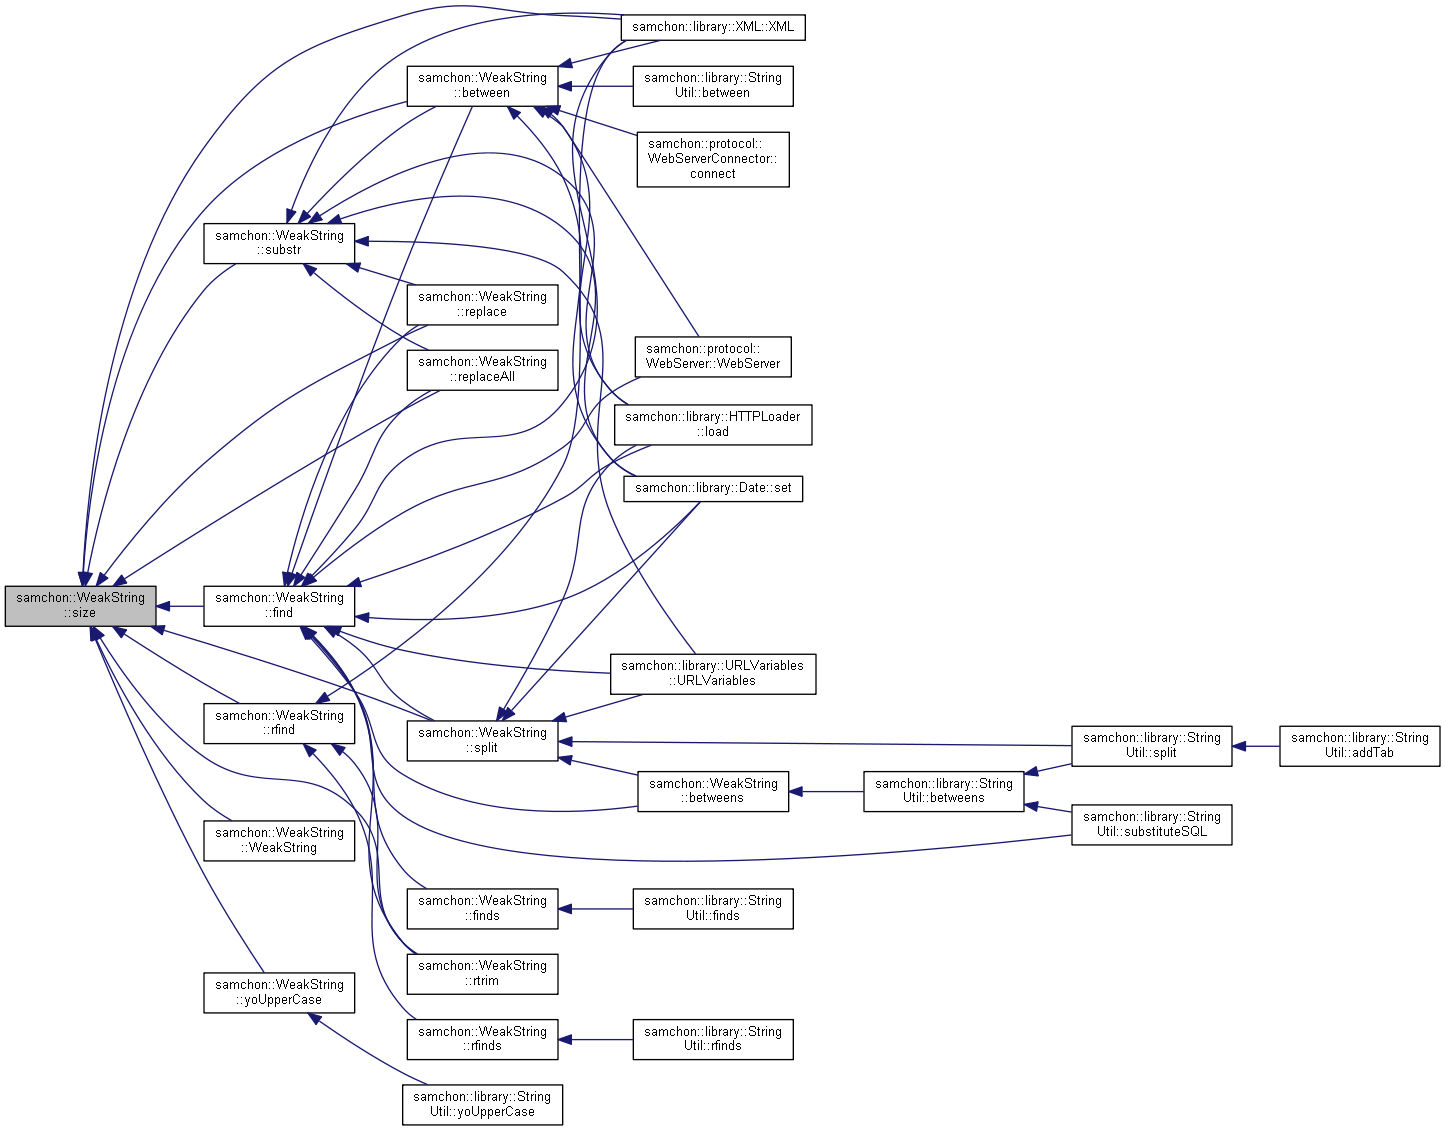 samchon::library::XML::XML
samchon::WeakString
::between
samchon::library::String
Util::between
samchon::protocol::
WebServerConnector::
connect
samchon::WeakString
::substr
samchon::WeakString
::replace
samchon::protocol::
WebServer::WebServer
samchon::WeakString
::replaceAll
samchon::library::HTTPLoader
::load
samchon::library::Date::set
samchon::WeakString
::size
samchon::WeakString
::find
samchon::library::URLVariables
::URLVariables
samchon::WeakString
::rfind
samchon::WeakString
::split
samchon::library::String
Util::split
samchon::library::String
Util::addTab
samchon::WeakString
::betweens
samchon::library::String
Util::betweens
samchon::library::String
Util::substituteSQL
samchon::WeakString
::WeakString
samchon::WeakString
::finds
samchon::library::String
Util::finds
samchon::WeakString
::rtrim
samchon::WeakString
::yoUpperCase
samchon::WeakString
::rfinds
samchon::library::String
Util::rfinds
samchon::library::String
Util::yoUpperCase